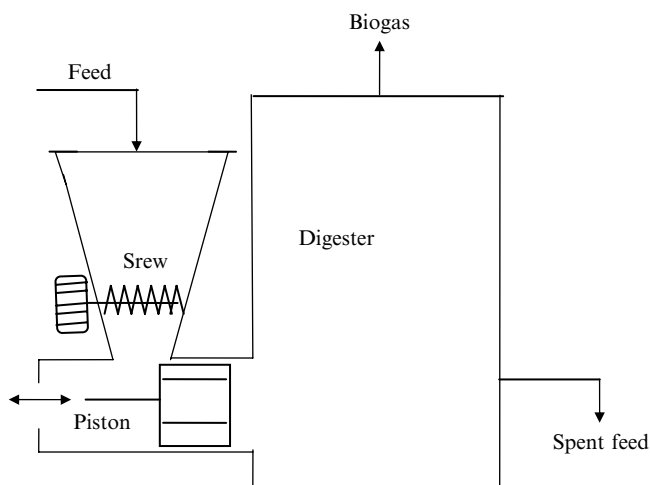 Biogas
Feed
Digester
Srew
Piston
Spent feed